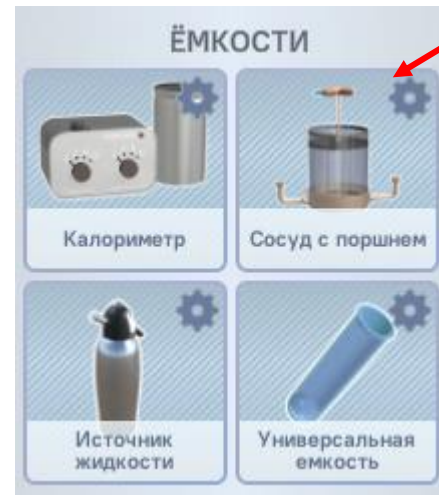 ЁМКОСТИ
Калориметр
Сосуд с поршнем
Источник
жидкости
Универсальная
емкость